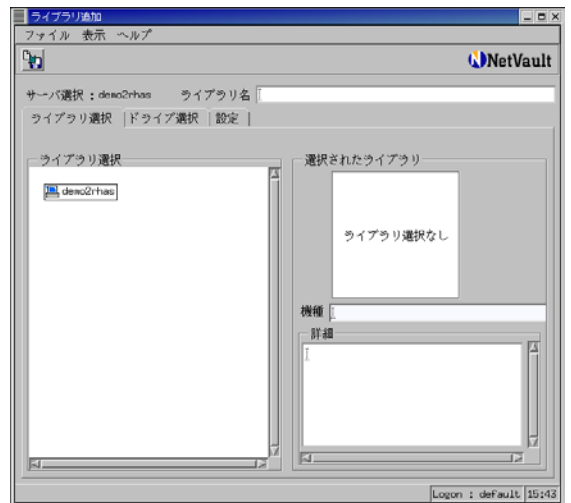 ライブラリ追加
ファイル 表示 ヘルプ
NetVault
サーバ選択 : demo2rhas ライブラリ名
ライブラリ選択 ドライブ選択 設定
ライブラリ選択 選択されたライブラリ
demo2rhas
ライブラリ選択なし
機種
詳細
Logon : default 15:43